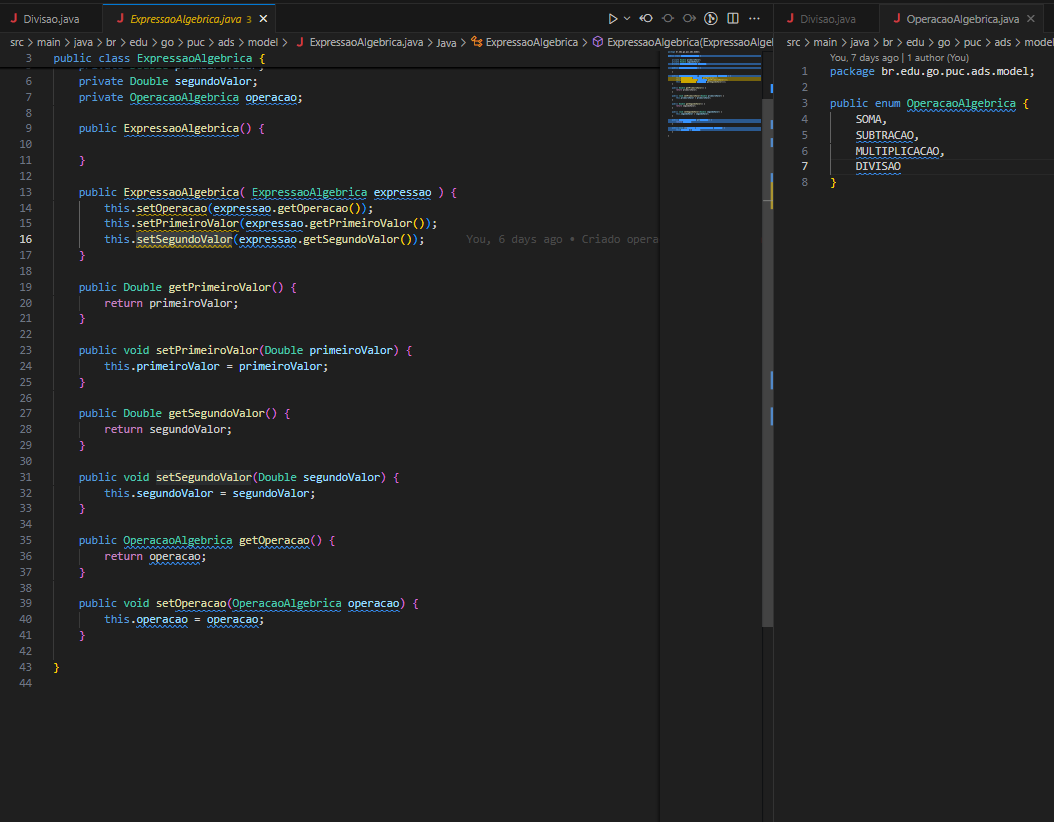 Divisao.java
ExpressaoAlgebrica.java 3
src > main > java > br > edu > go > puc > ads > model > ExpressaoAlgebrica.java > Java > ExpressaoAlgebrica > ExpressaoAlgebrica(ExpressaoAlgel
3 public class ExpressaoAlgebrica {
6 private Double segundoValor;
7 private OperacaoAlgebrica operacao;
8
9 public ExpressaoAlgebrica() {
10
11 }
12
13 public ExpressaoAlgebrica( ExpressaoAlgebrica expressao ) {
14 this.setOperacao(expressao.getOperacao());
15 this.setPrimeiroValor(expressao.getPrimeiroValor());
16 this.setSegundoValor(expressao.getSegundoValor()); You, 6 days ago • Criado opera
17 }
18
19 public Double getPrimeiroValor() {
20 return primeiroValor;
21 }
22
23 public void setPrimeiroValor(Double primeiroValor) {
24 this.primeiroValor = primeiroValor;
25 }
26
27 public Double getSegundoValor() {
28 return segundoValor;
29 }
30
31 public void setSegundoValor(Double segundoValor) {
32 this.segundoValor = segundoValor;
33 }
34
35 public OperacaoAlgebrica getOperacao() {
36 return operacao;
37 }
38
39 public void setOperacao(OperacaoAlgebrica operacao) {
40 this.operacao = operacao;
41 }
42
43 }
44
Divisao.java
OperacaoAlgebrica.java
src > main > java > br > edu > go > puc > ads > model
You, 7 days ago | 1 author (You)
1 package br.edu.go.puc.ads.model;
2
3 public enum OperacaoAlgebrica {
4 SOMA,
5 SUBTRACAO,
6 MULTIPLICACAO,
7 DIVISAO
8 }